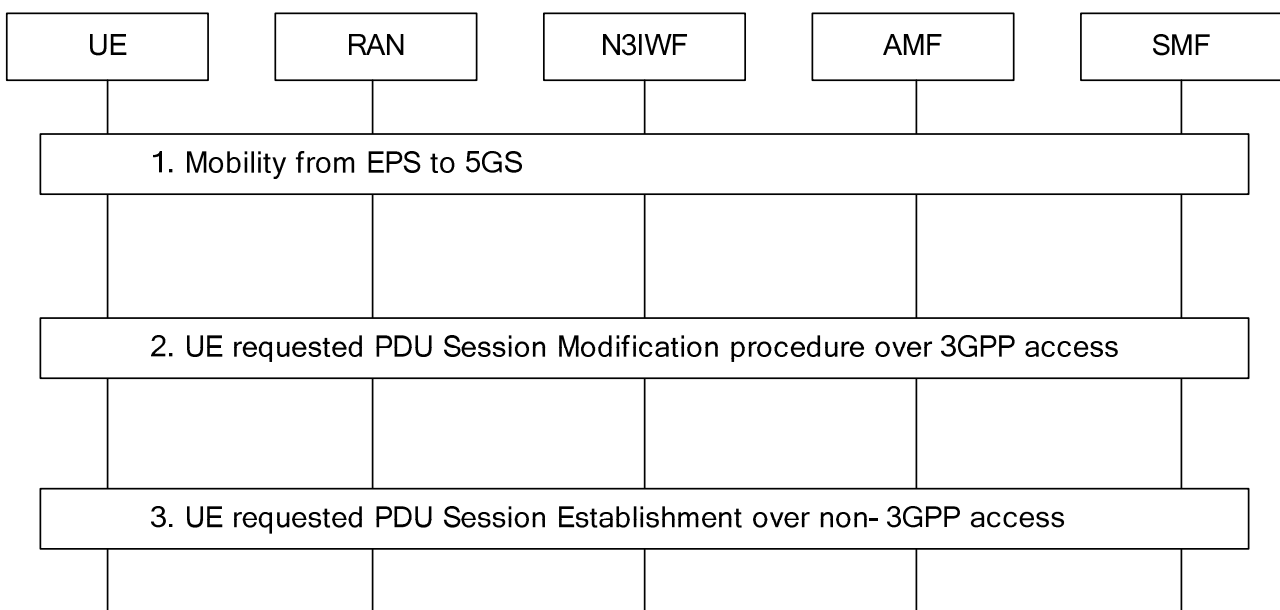 UE RAN N3IWF AMF SMF
1. Mobility from EPS to 5GS
2. UE requested PDU Session Modification procedure over 3GPP access
3. UE requested PDU Session Establishment over non- 3GPP access